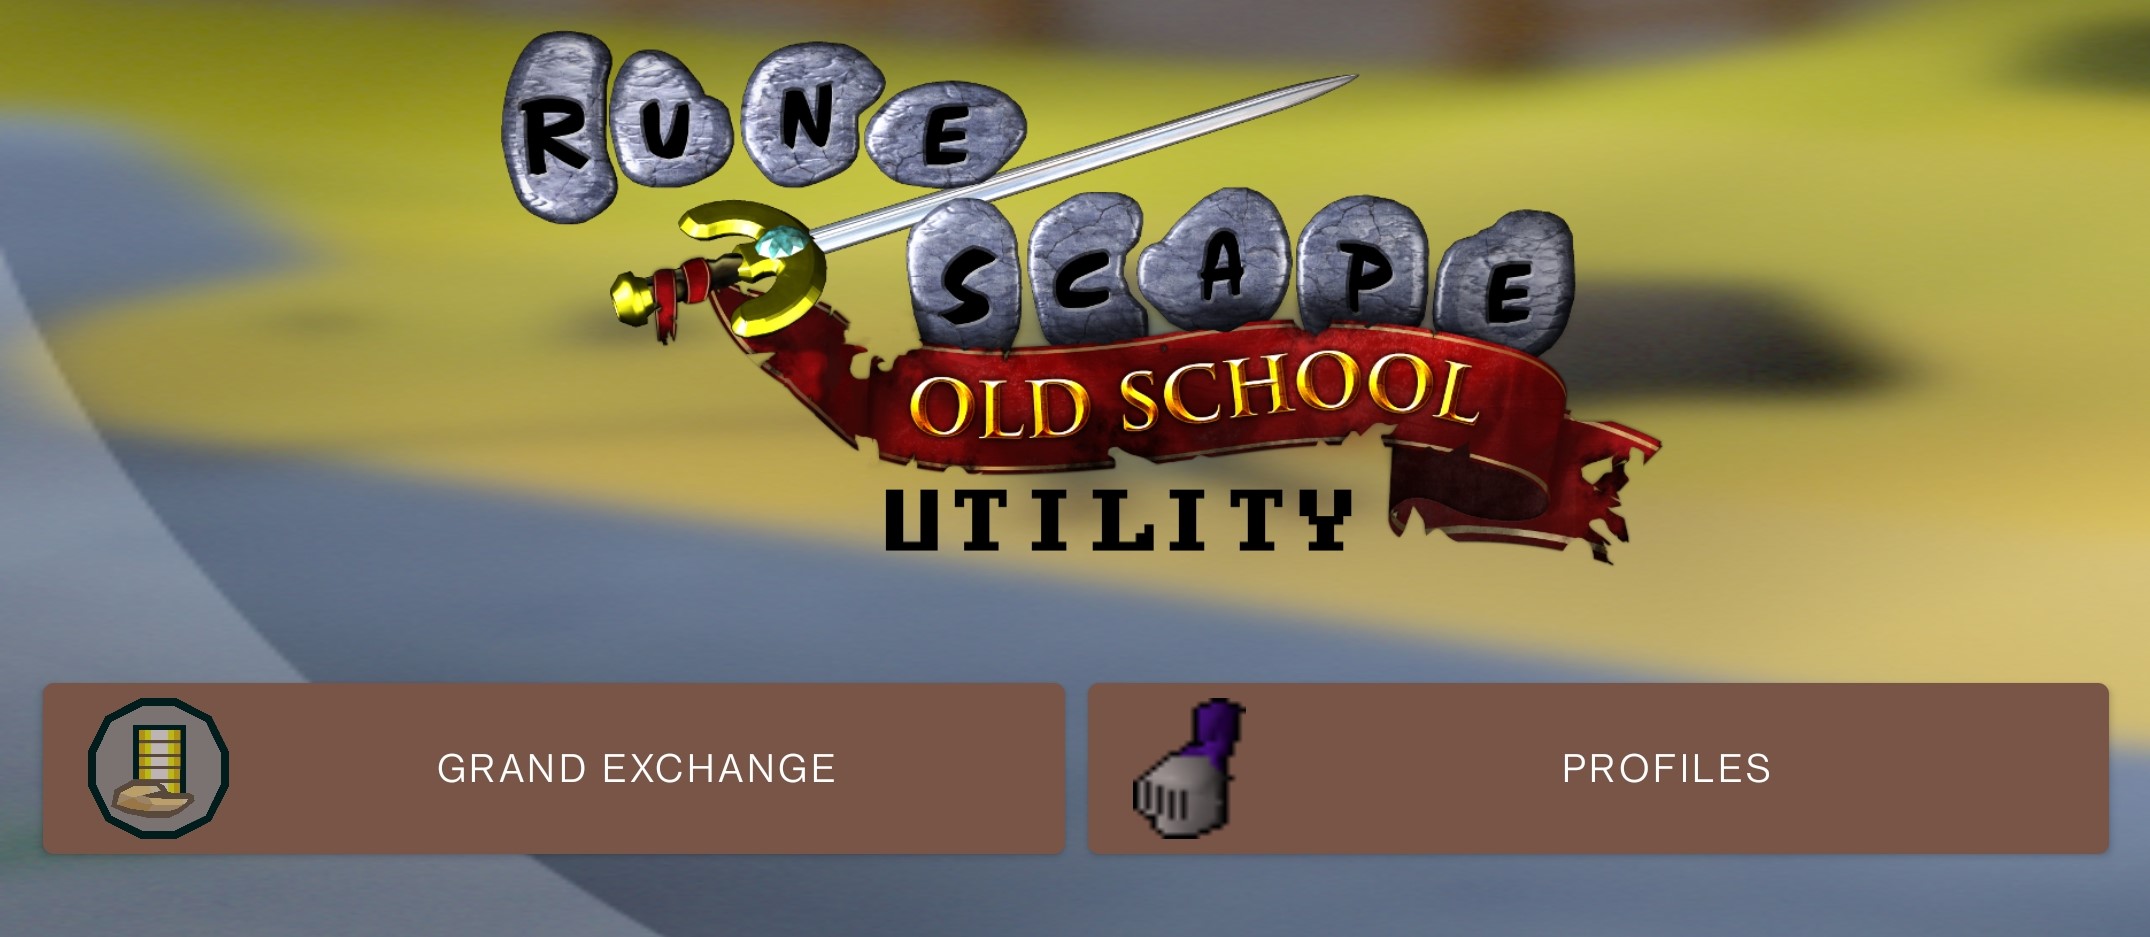 RUNE
SCAPE
OLD SCHOOL
UTILITY
GRAND EXCHANGE
PROFILES